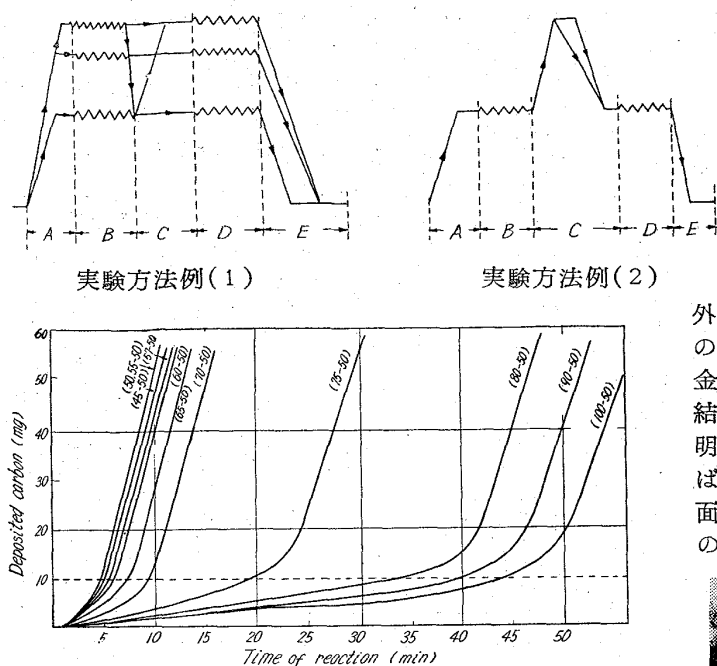 A B C D E
A B C D E
実験方法例(1)
実験方法例(2)
60
50
40
30
20
10
Deposited carbon (mg)
(45-50)
(50,55-50)
(57-50
(60-50)
(65-50)
(70-50)
(75-50)
(80-50)
(90-50)
(100-50)
5 10 15 20 25 30 35 40 45 50
Time of reaction (min)
外
の
金
結
明
ば
面
の